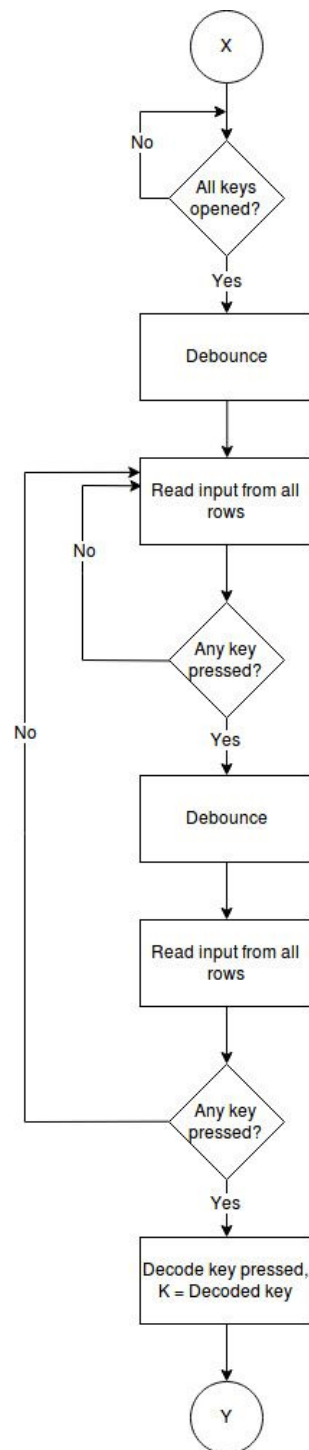 X
No
All keys
opened?
Yes
Debounce
Read input from all
rows
No
Any key
pressed?
Yes
No
Debounce
Read input from all
rows
Any key
pressed?
Yes
Decode key pressed,
K = Decoded key
Y